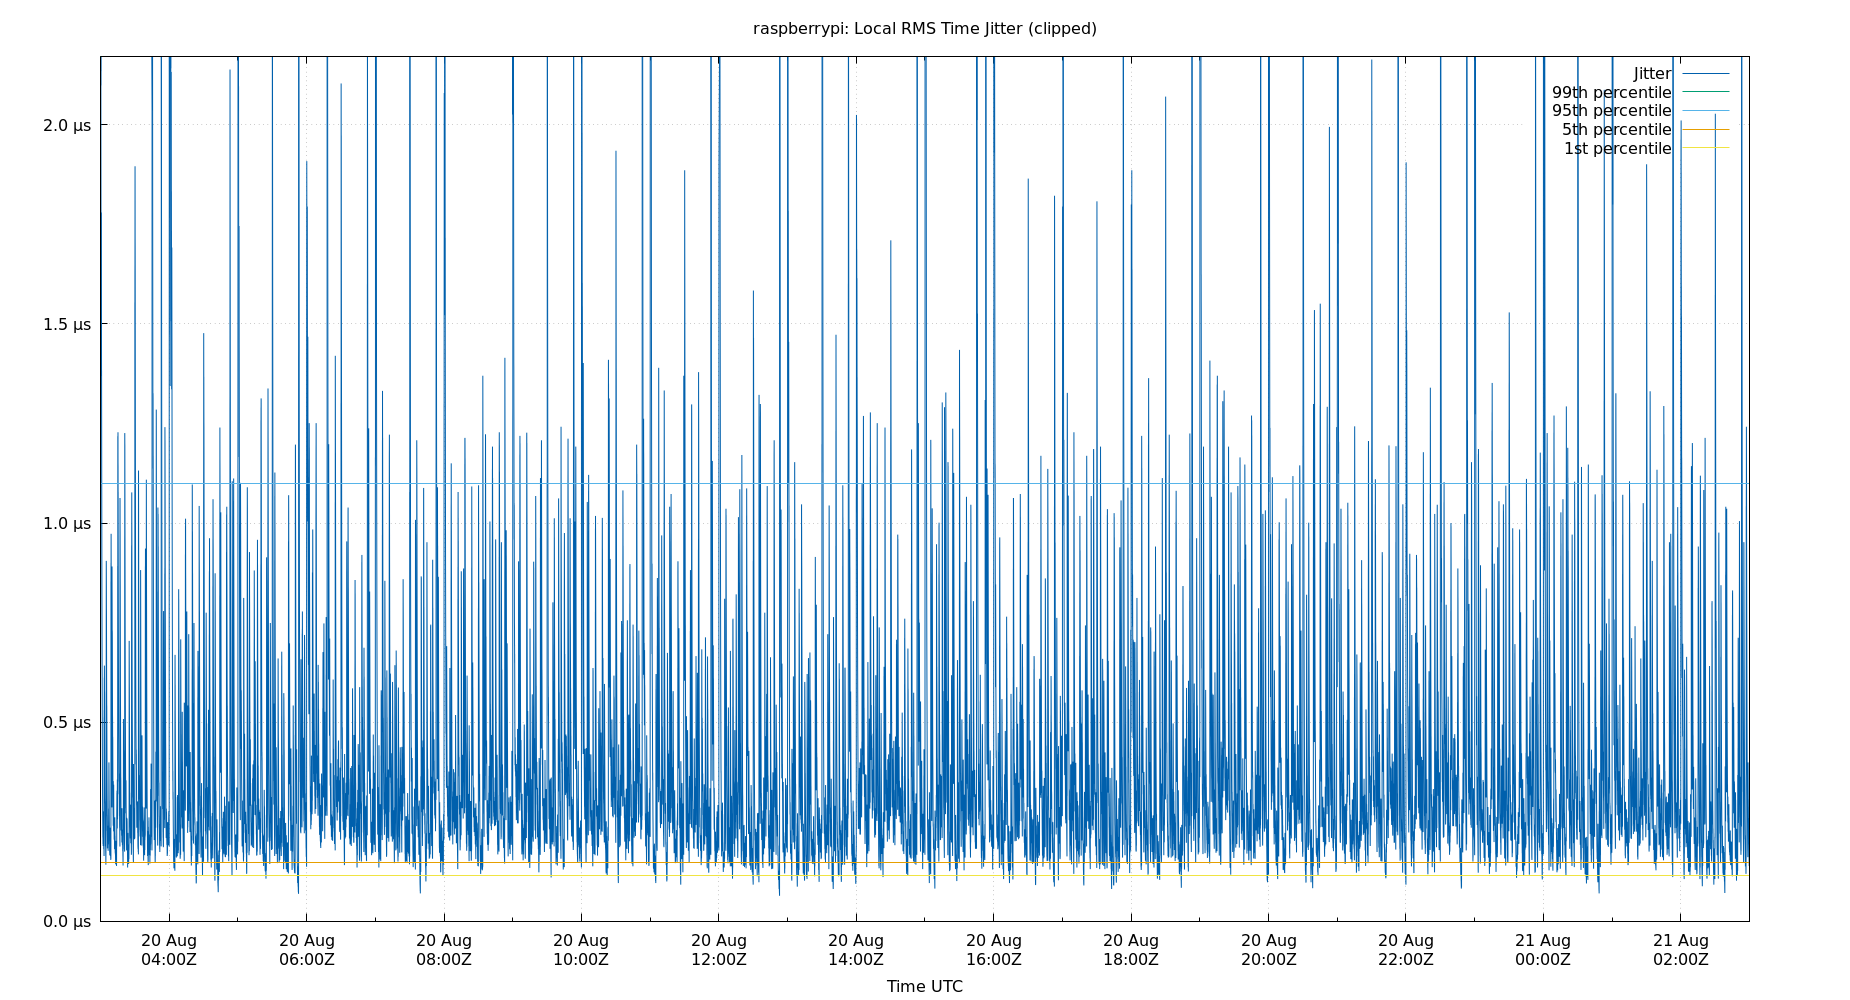 raspberrypi: Local RMS Time Jitter (clipped)
Jitter
99th percentile
95th percentile
5th percentile
1st percentile
2.0 µs
1.5 µs
1.0 µs
0.5 µs
0.0 µs
20 Aug 20 Aug 20 Aug 20 Aug 20 Aug 20 Aug 20 Aug 20 Aug 20 Aug 20 Aug 21 Aug 21 Aug
04:00Z 06:00Z 08:00Z 10:00Z 12:00Z 14:00Z 16:00Z 18:00Z 20:00Z 22:00Z 00:00Z 02:00Z
Time UTC